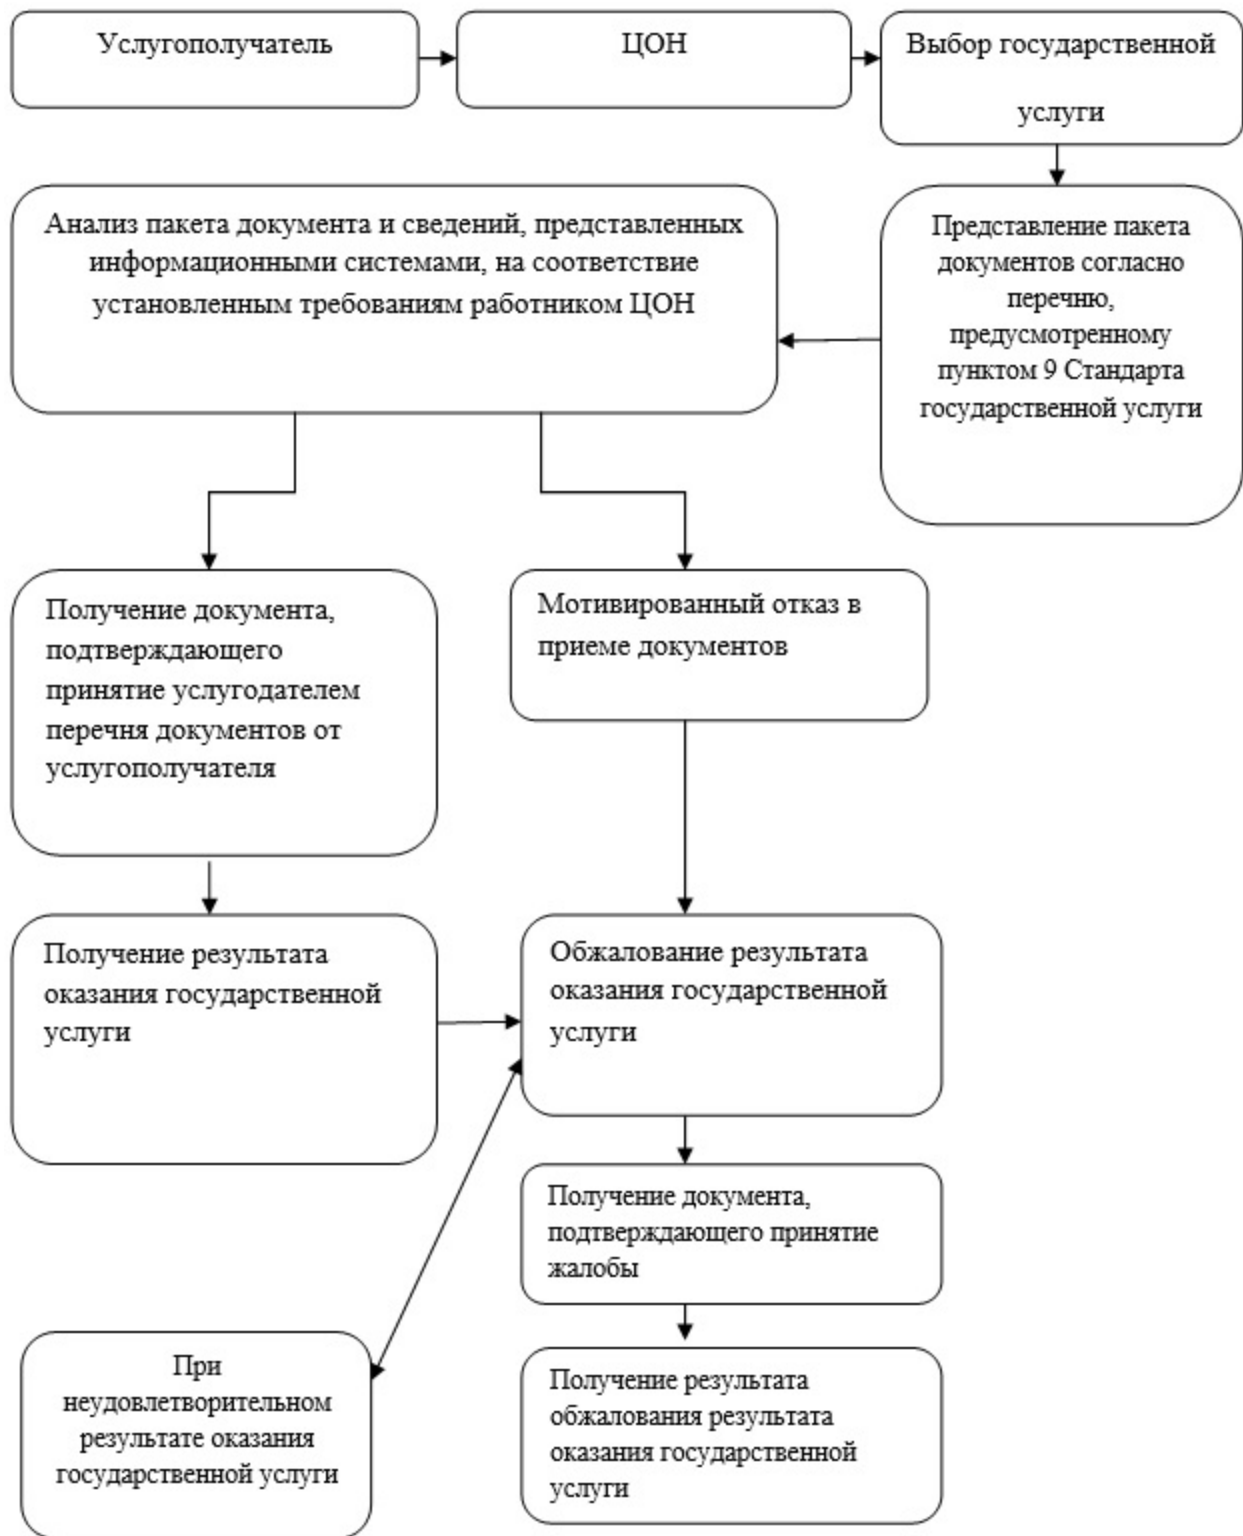 Услугополучатель
ЦОН
Выбор государственной
услуги
Представление пакета
документов согласно
перечню,
предусмотренному
пунктом 9 Стандарта
государственной услуги
Анализ пакета документа и сведений, представленных
информационными системами, на соответствие
установленным требованиям работником ЦОН
Получение документа,
подтверждающего
принятие услугодателем
перечня документов от
услугополучателя
Мотивированный отказ в
приеме документов
Получение результата
оказания государственной
услуги
Обжалование результата
оказания государственной
услуги
Получение документа,
подтверждающего принятие
жалобы
При
неудовлетворительном
результате оказания
государственной услуги
Получение результата
обжалования результата
оказания государственной
услуги